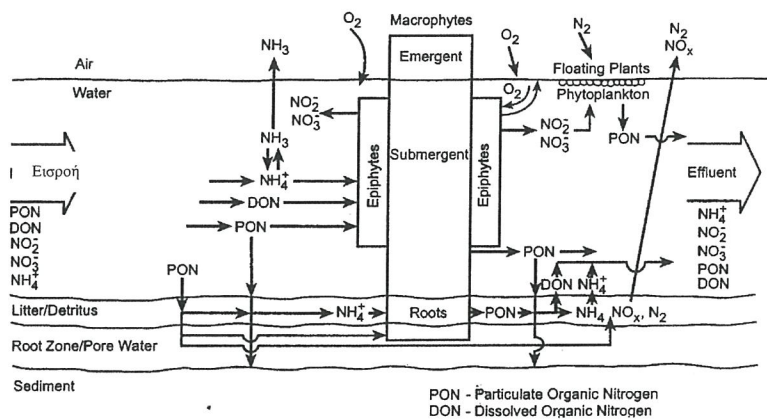 Macrophytes
O₂
N₂
N₂
NOₓ
NH₃
O₂
Emergent
Floating Plants
Air
Water
O₂
Phytoplankton
NO₂⁻
NO₃⁻
NO₂⁻
NO₃⁻
NH₃
PON
Εισροή
Epiphytes
Submergent
Epiphytes
Effluent
NH₄⁺
DON
PON
PON
DON
NO₂⁻
NO₃⁻
NH₄⁺
NH₄⁺
NO₂⁻
NO₃⁻
PON
DON
PON
PON
DON NH₄⁺
Litter/Detritus
NH₄⁺
Roots
PON
NH₄
NOₓ, N₂
Root Zone/Pore Water
Sediment
PON - Particulate Organic Nitrogen
DON - Dissolved Organic Nitrogen